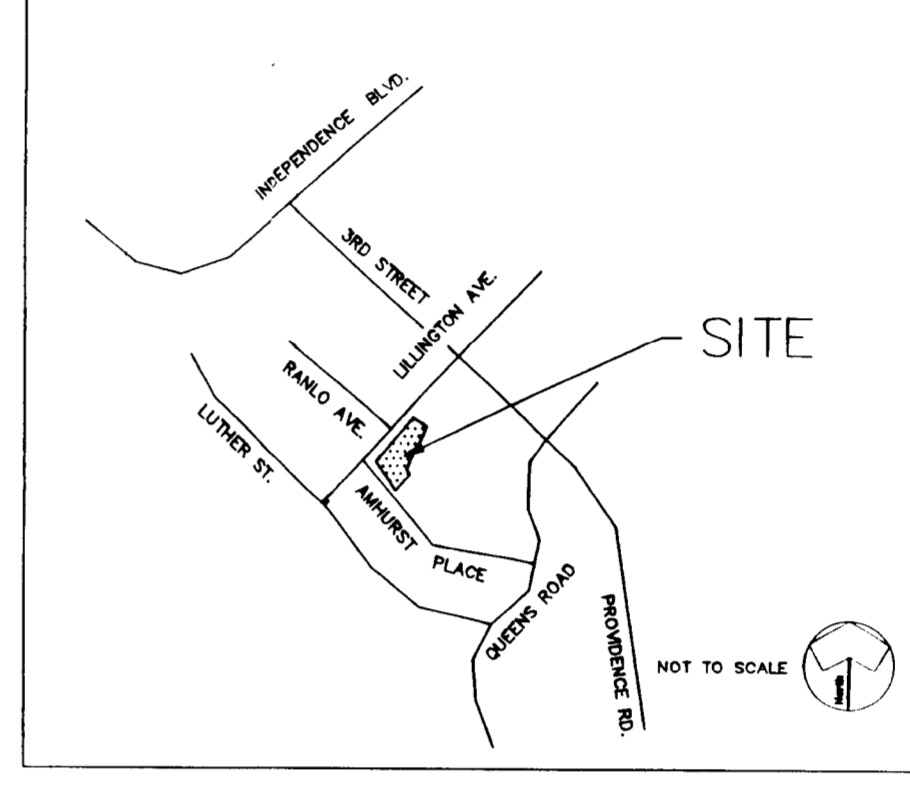 INDEPENDENCE BLVD.
3RD STREET
LILLINGTON AVE.
SITE
RANLO AVE.
LUTHER ST.
AMHURST
PLACE
QUEENS ROAD
PROVIDENCE RD.
NOT TO SCALE
North